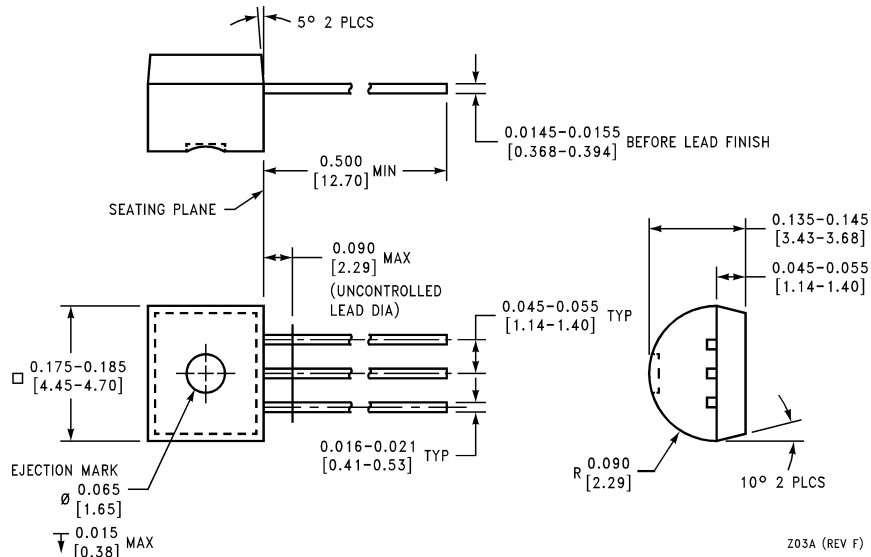 5° 2 PLCS
0.0145–0.0155
[0.368–0.394] BEFORE LEAD FINISH
0.500
[12.70] MIN
SEATING PLANE
0.090
[2.29] MAX
(UNCONTROLLED
LEAD DIA)
0.045–0.055
[1.14–1.40] TYP
0.135–0.145
[3.43–3.68]
0.045–0.055
[1.14–1.40]
□ 0.175–0.185
[4.45–4.70]
0.016–0.021
[0.41–0.53] TYP
EJECTION MARK
Ø 0.065
[1.65]
↧ 0.015
[0.38] MAX
R 0.090
[2.29]
10° 2 PLCS
Z03A (REV F)